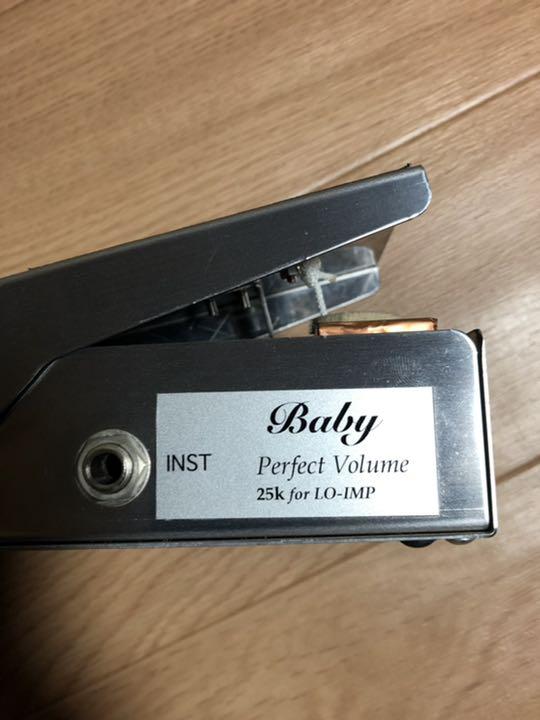 Baby
INST
Perfect Volume
25k for LO-IMP